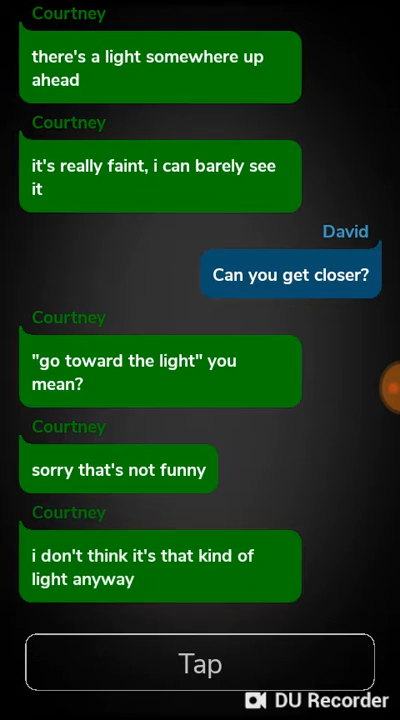 Courtney
there's a light somewhere up
ahead
Courtney
it's really faint, i can barely see
it
David
Can you get closer?
Courtney
"go toward the light" you
mean?
Courtney
sorry that's not funny
Courtney
i don't think it's that kind of
light anyway
Tap
DU Recorder